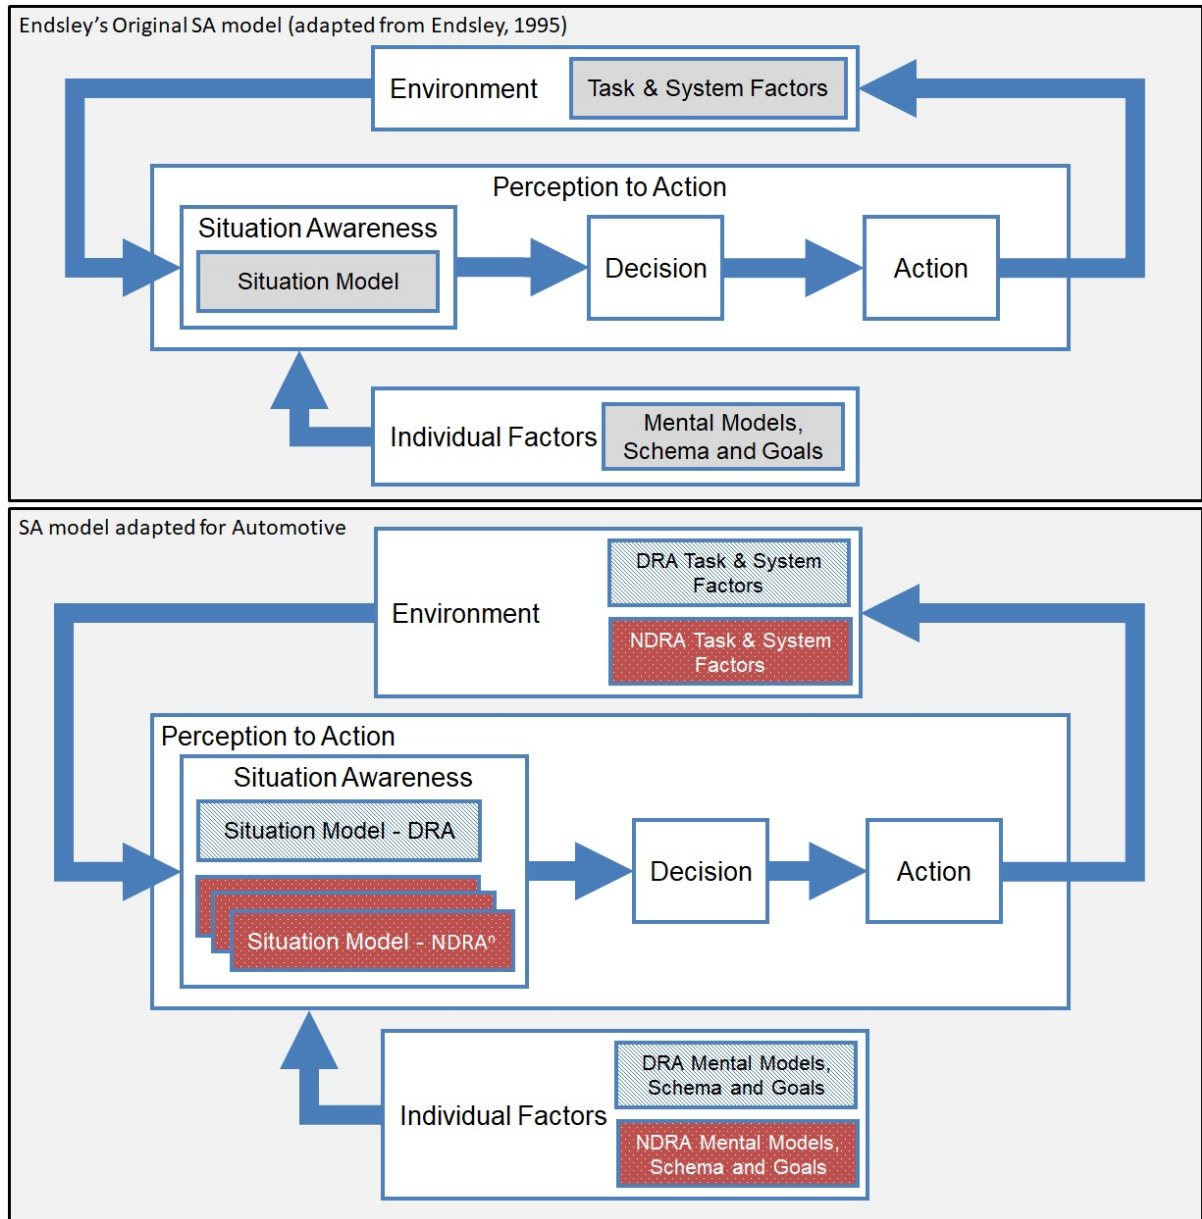 Endsley's Original SA model (adapted from Endsley, 1995)
Environment
Task & System Factors
Perception to Action
Situation Awareness
Situation Model
Decision
Action
Individual Factors
Mental Models,
Schema and Goals
SA model adapted for Automotive
Environment
DRA Task & System
Factors
NDRA Task & System
Factors
Perception to Action
Situation Awareness
Situation Model - DRA
Situation Model - NDRAⁿ
Decision
Action
Individual Factors
DRA Mental Models,
Schema and Goals
NDRA Mental Models,
Schema and Goals